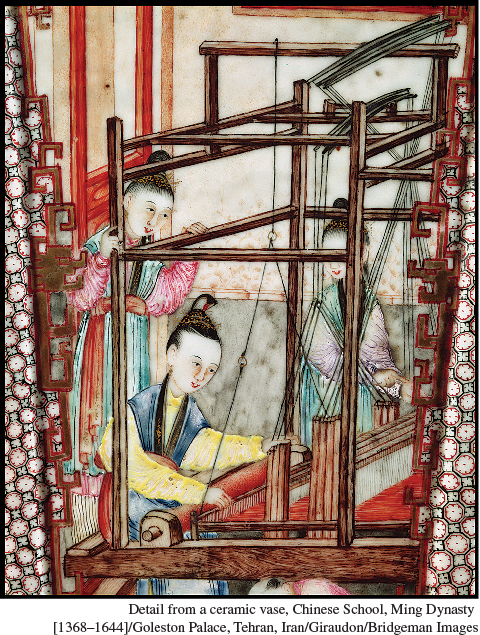 Detail from a ceramic vase, Chinese School, Ming Dynasty
[1368–1644]/Goleston Palace, Tehran, Iran/Giraudon/Bridgeman Images